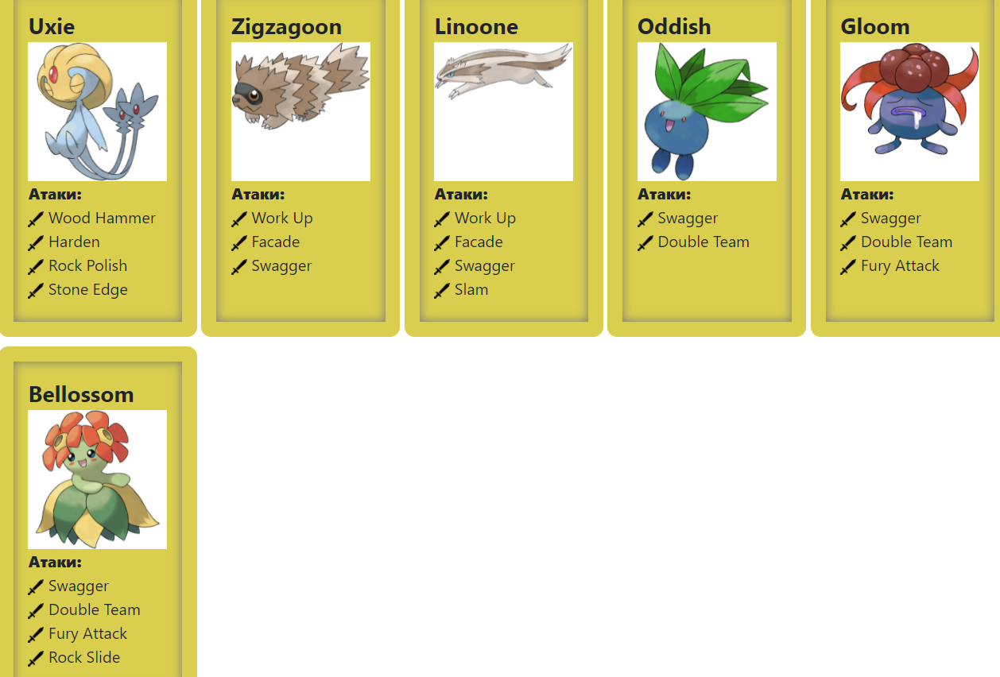 Uxie
Атаки:
Wood Hammer
Harden
Rock Polish
Stone Edge
Zigzagoon
Атаки:
Work Up
Facade
Swagger
Linoone
Атаки:
Work Up
Facade
Swagger
Slam
Oddish
Атаки:
Swagger
Double Team
Gloom
Атаки:
Swagger
Double Team
Fury Attack
Bellossom
Атаки:
Swagger
Double Team
Fury Attack
Rock Slide